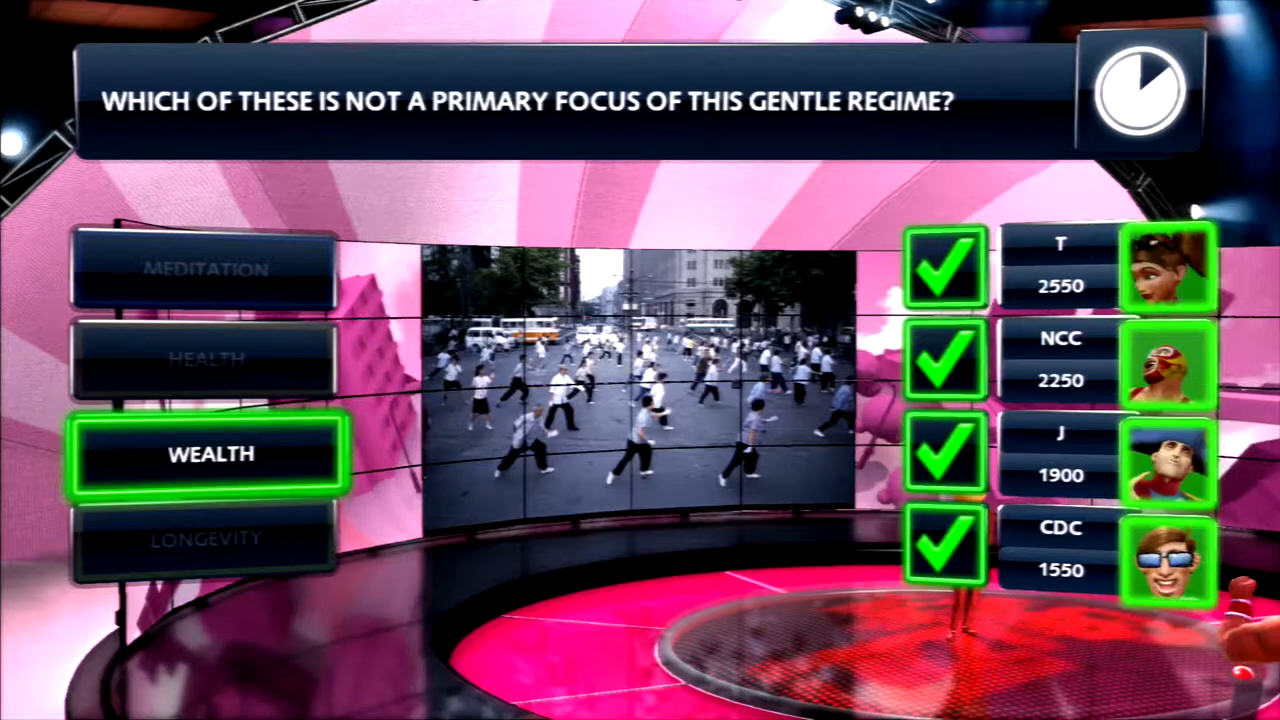 WHICH OF THESE IS NOT A PRIMARY FOCUS OF THIS GENTLE REGIME?
MEDITATION
HEALTH
WEALTH
LONGEVITY
T
2550
NCC
2250
J
1900
CDC
1550